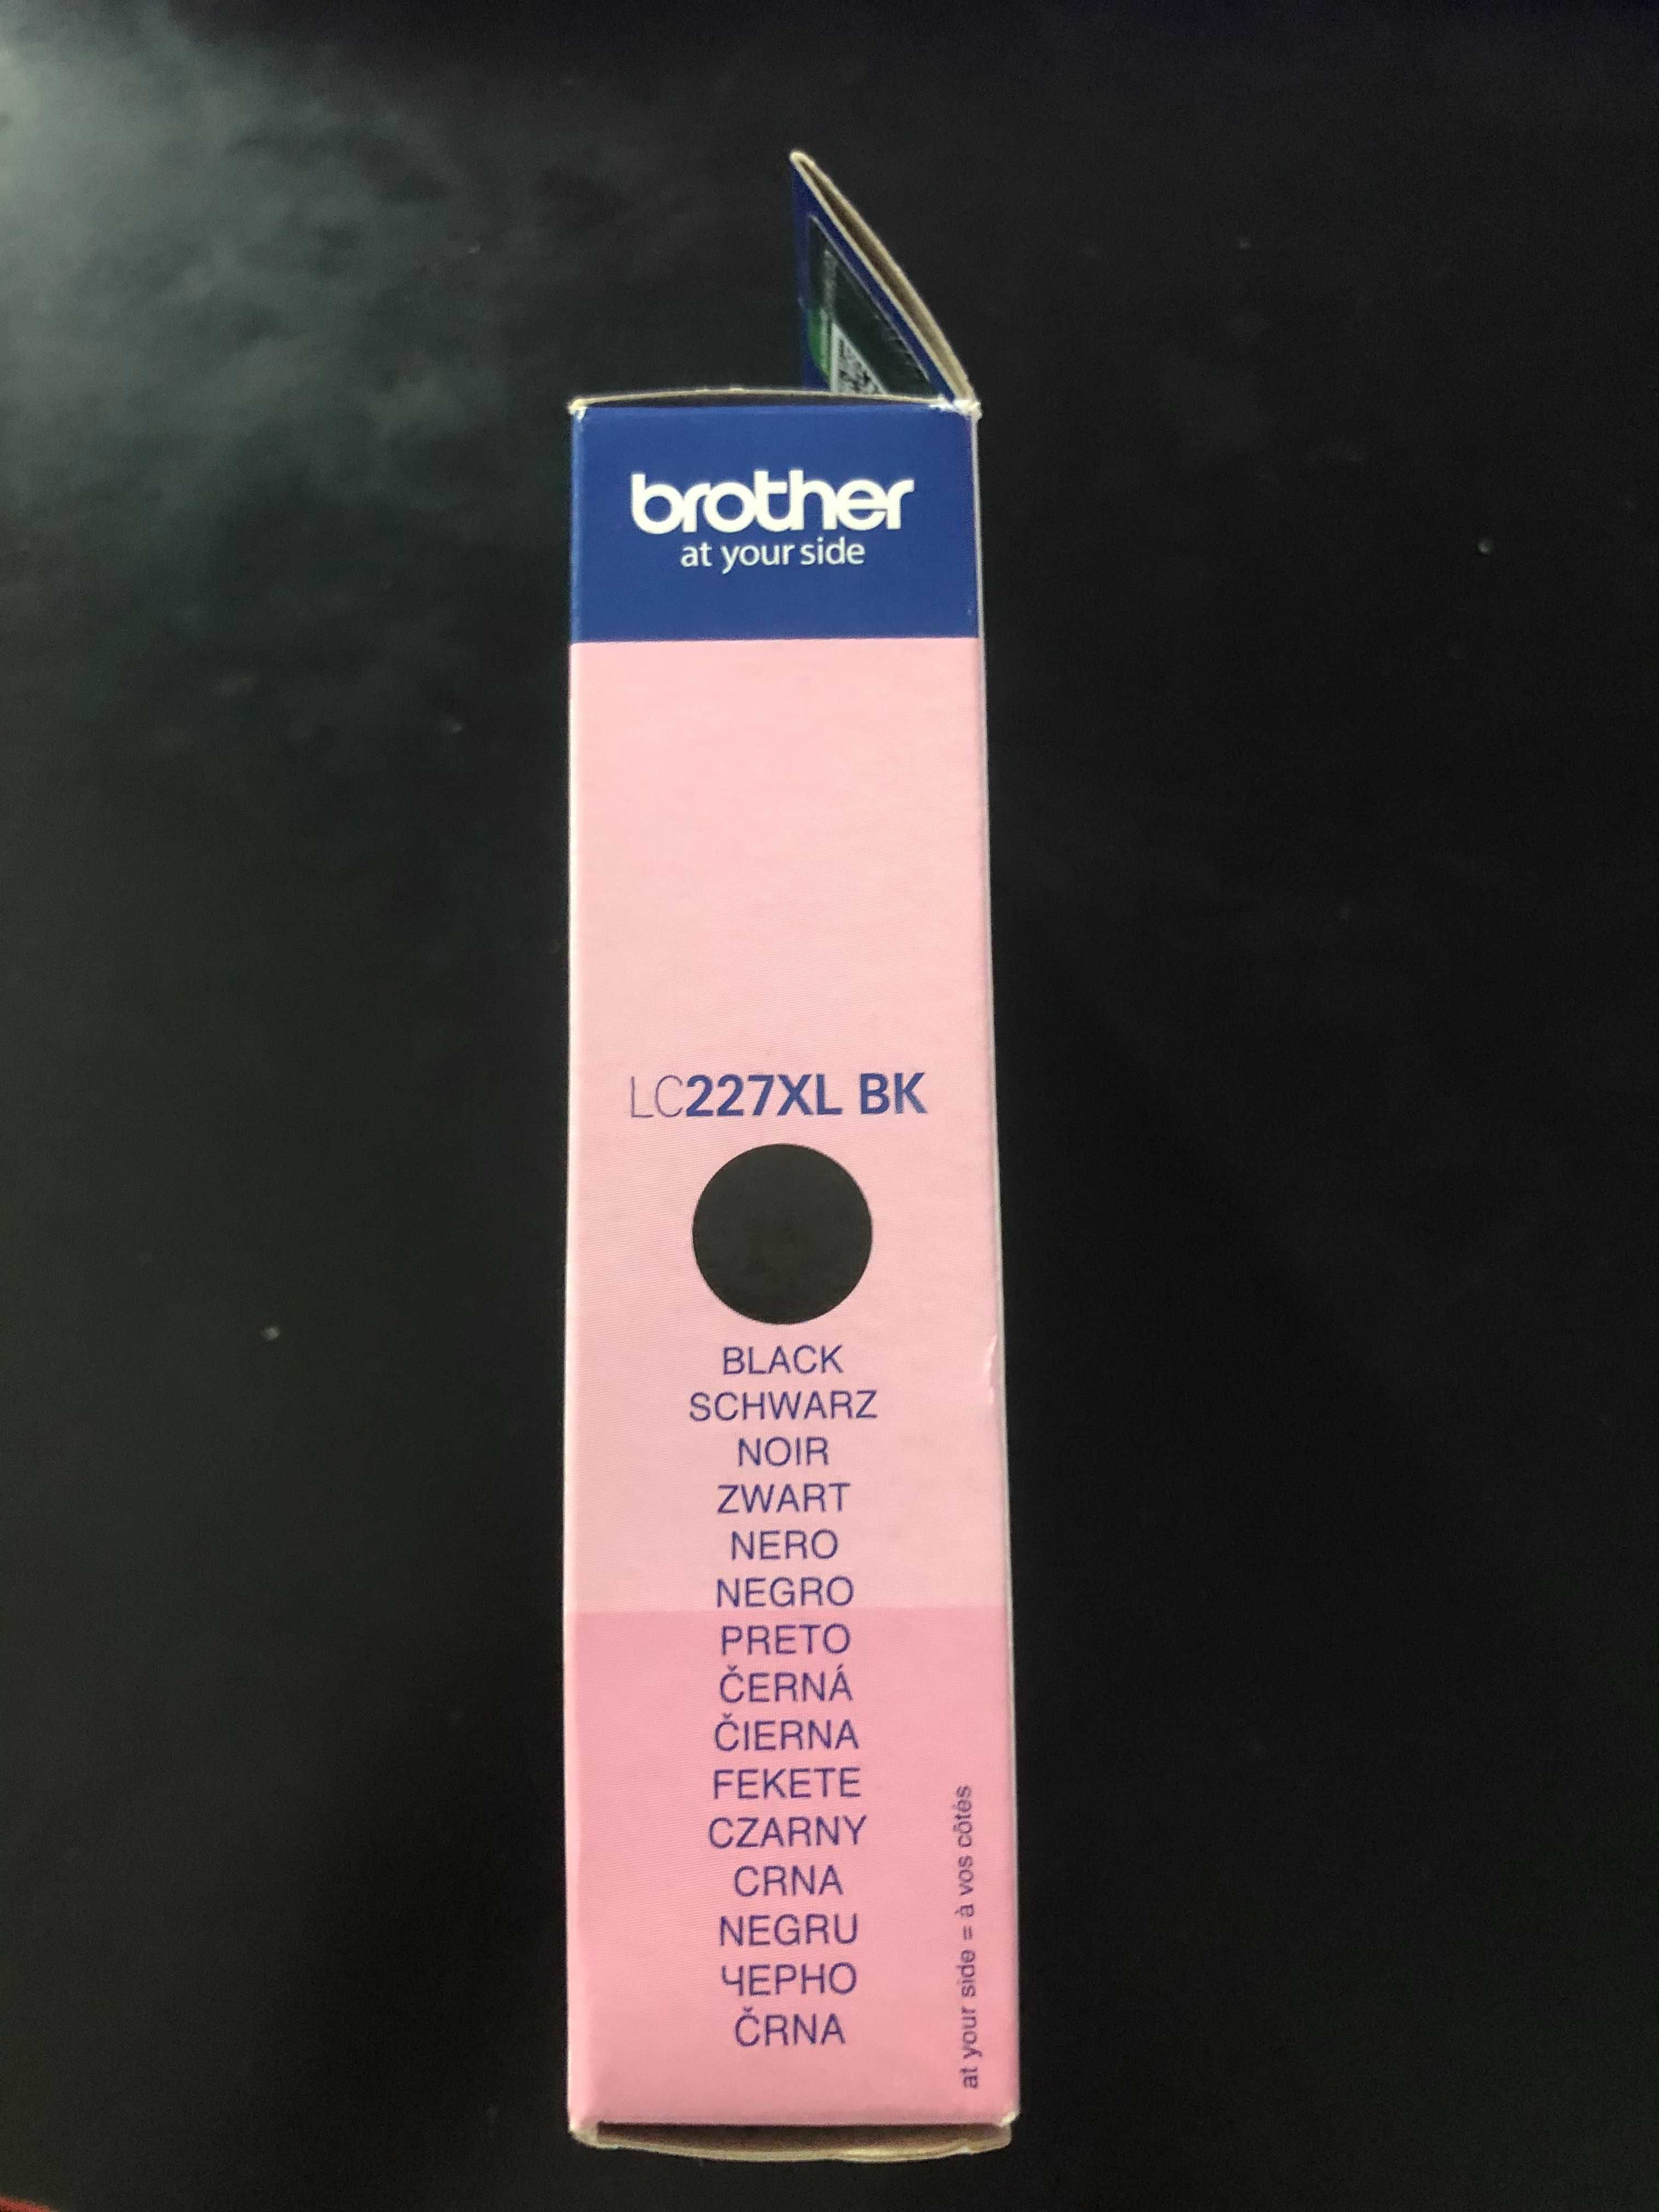 brother
at your side
LC227XL BK
BLACK
SCHWARZ
NOIR
ZWART
NERO
NEGRO
PRETO
ČERNÁ
ČIERNA
FEKETE
CZARNY
CRNA
NEGRU
ЧЕРНО
ČRNA
at your side = à vos côtés